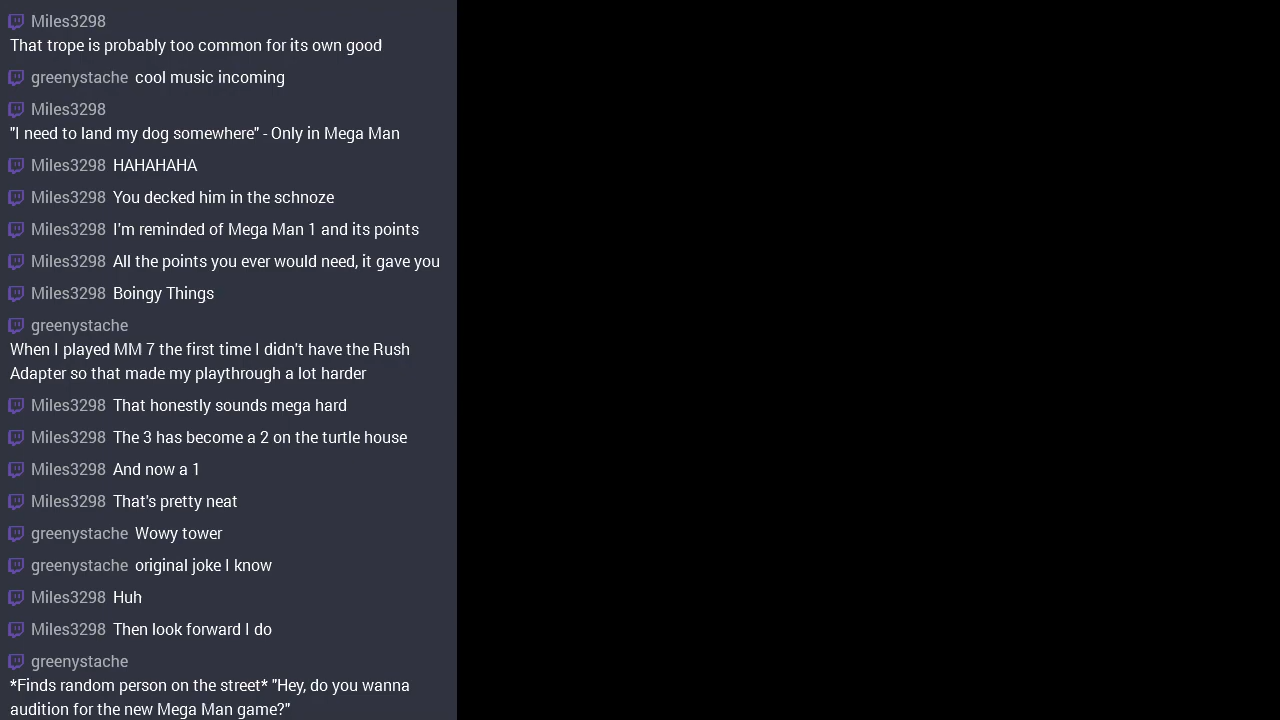 Miles3298
That trope is probably too common for its own good
greenystache cool music incoming
Miles3298
"I need to land my dog somewhere" - Only in Mega Man
Miles3298 HAHAHAHA
Miles3298 You decked him in the schnoze
Miles3298 I'm reminded of Mega Man 1 and its points
Miles3298 All the points you ever would need, it gave you
Miles3298 Boingy Things
greenystache
When I played MM 7 the first time I didn't have the Rush
Adapter so that made my playthrough a lot harder
Miles3298 That honestly sounds mega hard
Miles3298 The 3 has become a 2 on the turtle house
Miles3298 And now a 1
Miles3298 That's pretty neat
greenystache Wowy tower
greenystache original joke I know
Miles3298 Huh
Miles3298 Then look forward I do
greenystache
*Finds random person on the street* "Hey, do you wanna
audition for the new Mega Man game?"